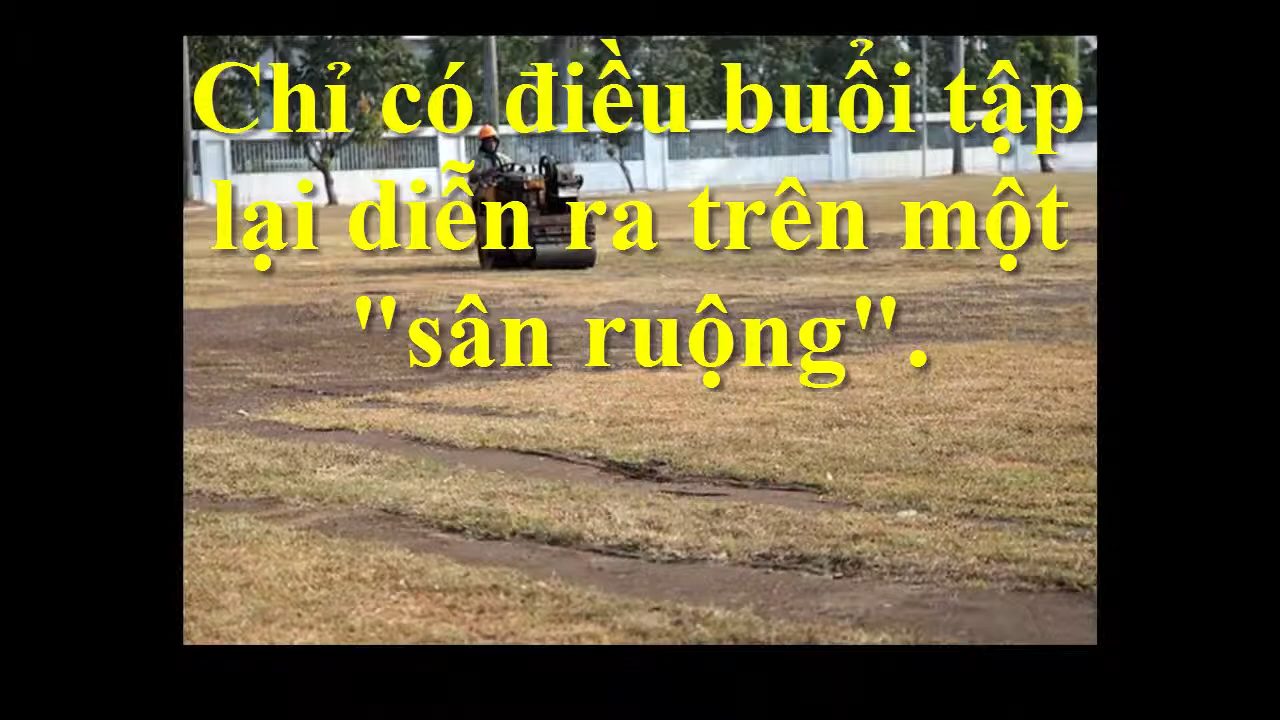 Chỉ có điều buổi tập
lại diễn ra trên một
"sân ruộng" .